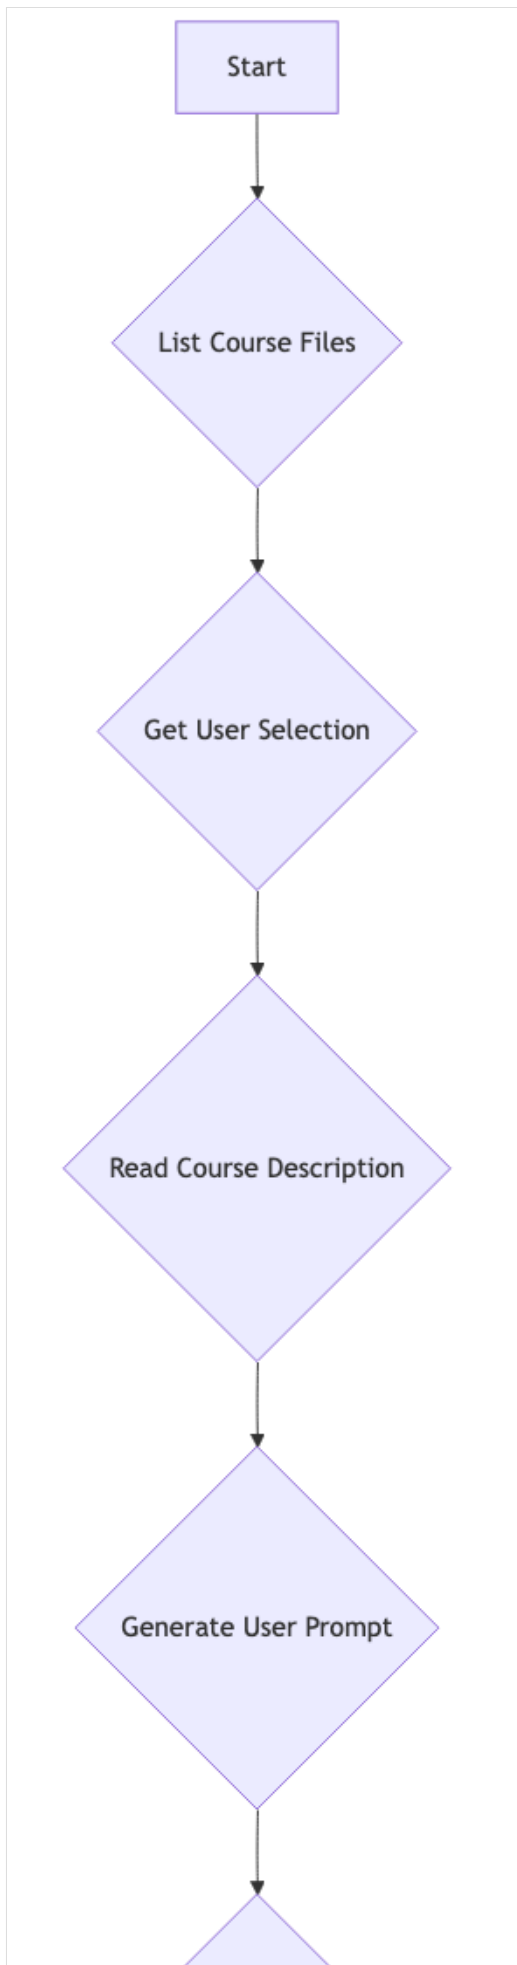 Start
List Course Files
Get User Selection
Read Course Description
Generate User Prompt